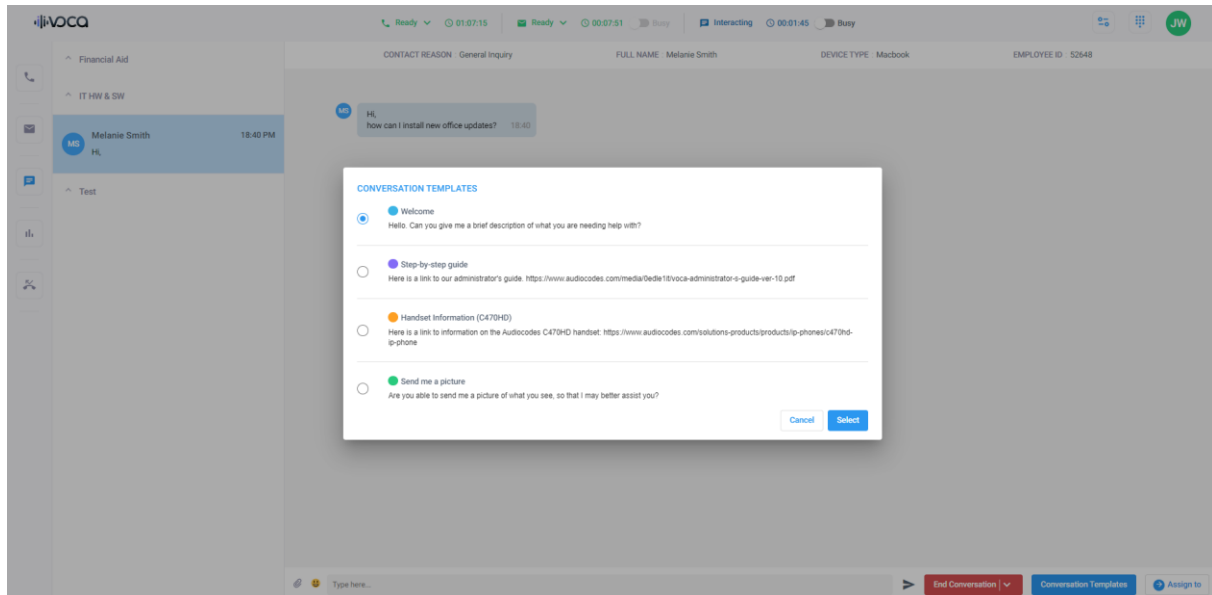 VOCA
Ready 01:07:15 Ready 00:07:51 Busy Interacting 00:01:45 Busy JW
Financial Aid
IT HW & SW
MS Melanie Smith 18:40 PM
Hi,
Test
CONTACT REASON : General Inquiry FULL NAME : Melanie Smith DEVICE TYPE : Macbook EMPLOYEE ID : 52648
MS Hi,
how can I install new office updates? 18:40
CONVERSATION TEMPLATES
Welcome
Hello. Can you give me a brief description of what you are needing help with?
Step-by-step guide
Here is a link to our administrator's guide. https://www.audiocodes.com/media/0edle1it/voca-administrator-s-guide-ver-10.pdf
Handset Information (C470HD)
Here is a link to information on the Audiocodes C470HD handset: https://www.audiocodes.com/solutions-products/products/ip-phones/c470hd-
ip-phone
Send me a picture
Are you able to send me a picture of what you see, so that I may better assist you?
Cancel Select
Type here... End Conversation Conversation Templates Assign to